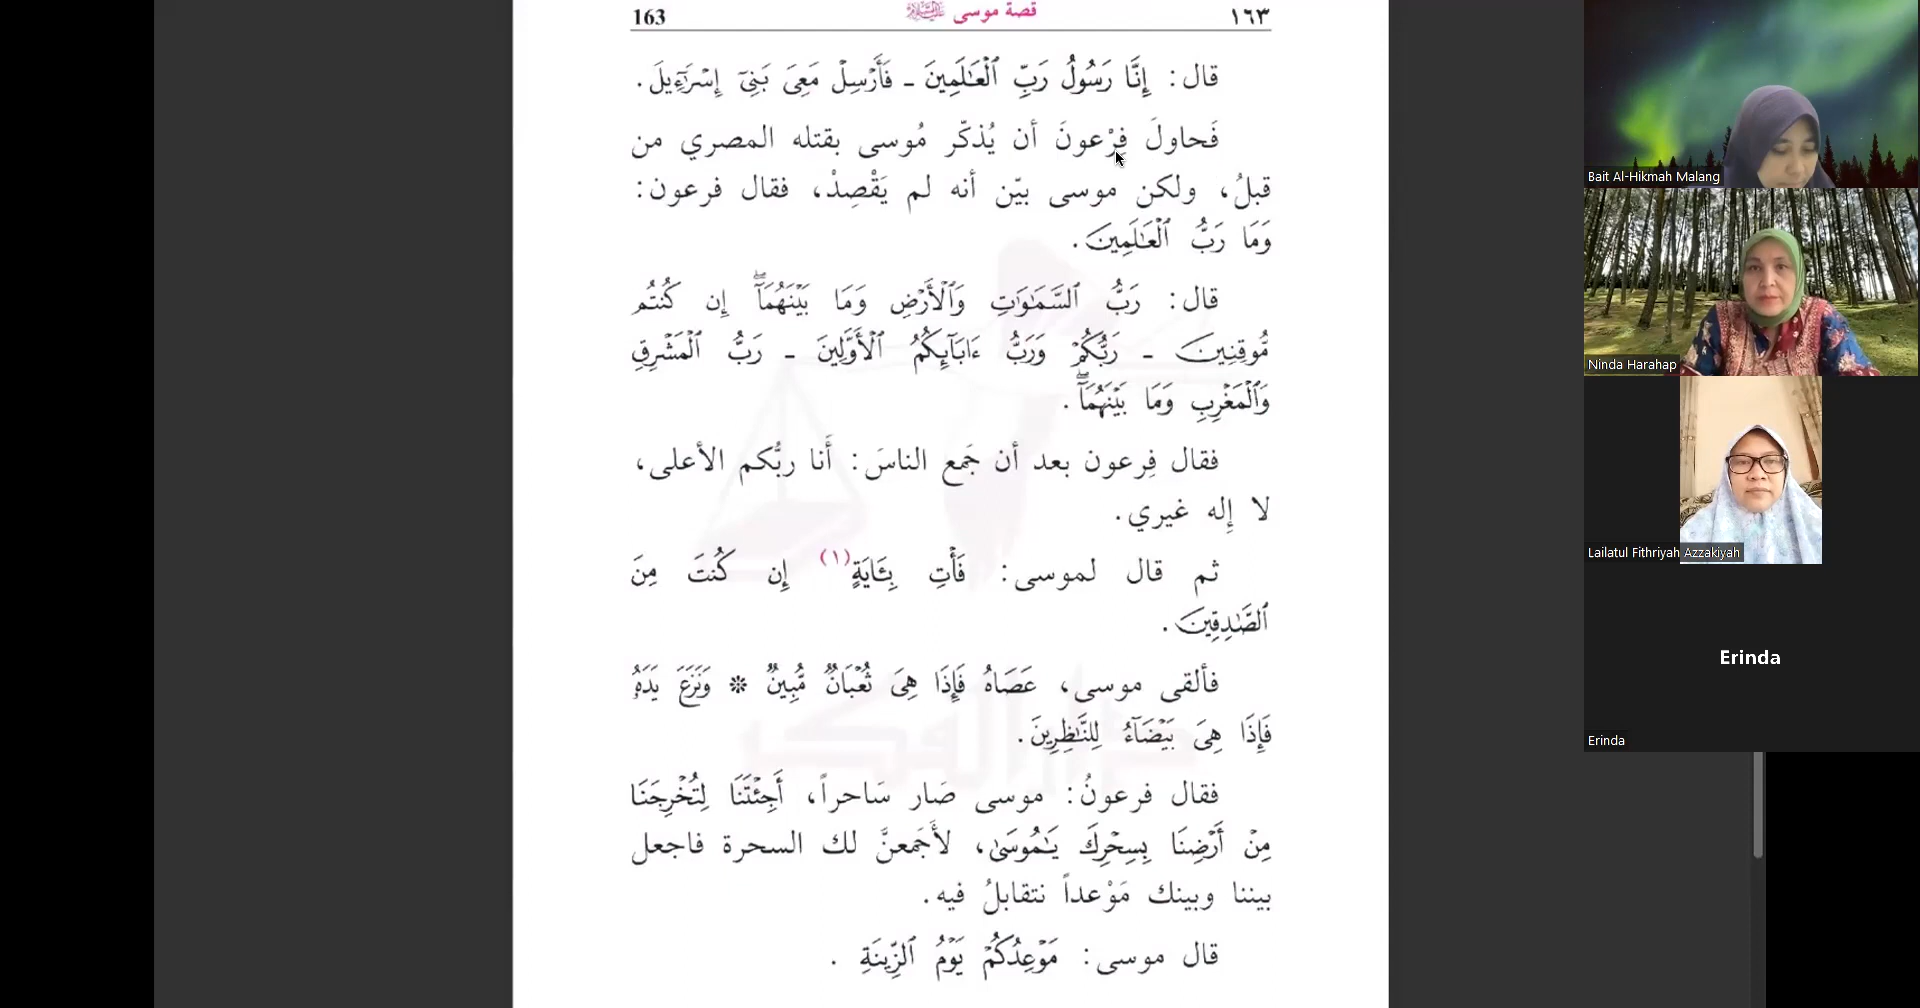 163 قصة موسى ١٦٣
قال: إِنَّا رَسُولُ رَبِّ ٱلْعَٰلَمِينَ - فَأَرْسِلْ مَعِىَ بَنِىٓ إِسْرَٰٓءِيلَ.
فَحاولَ فِرْعونَ أن يُذكّر مُوسى بقتله المصري من
قبلُ، ولكن موسى بيّن أنه لم يَقْصِدْ، فقال فرعون:
وَمَا رَبُّ ٱلْعَٰلَمِينَ.
قال: رَبُّ ٱلسَّمَٰوَٰتِ وَٱلْأَرْضِ وَمَا بَيْنَهُمَآ ۖ إِن كُنتُم
مُّوقِنِينَ - رَبُّكُمْ وَرَبُّ ءَابَآئِكُمُ ٱلْأَوَّلِينَ - رَبُّ ٱلْمَشْرِقِ
وَٱلْمَغْرِبِ وَمَا بَيْنَهُمَآ ۖ.
فقال فِرعون بعد أن جَمع الناسَ: أَنا ربُّكم الأعلى،
لا إِله غيري.
ثم قال لموسى: فَأْتِ بِـَٔايَةٍ(١) إِن كُنتَ مِنَ
ٱلصَّٰدِقِينَ.
فألقى موسى، عَصَاهُ فَإِذَا هِىَ ثُعْبَانٌ مُّبِينٌ * وَنَزَعَ يَدَهُۥ
فَإِذَا هِىَ بَيْضَآءُ لِلنَّٰظِرِينَ.
فقال فرعونُ: موسى صَار سَاحراً، أَجِئْتَنَا لِتُخْرِجَنَا
مِنْ أَرْضِنَا بِسِحْرِكَ يَٰمُوسَىٰ، لأَجَمعنَّ لك السحرة فاجعل
بيننا وبينك مَوْعداً نتقابلُ فيه.
قال موسى: مَوْعِدُكُمْ يَوْمُ ٱلزِّينَةِ.
Bait Al-Hikmah Malang
Ninda Harahap
Lailatul Fithriyah Azzakiyah
Erinda
Erinda